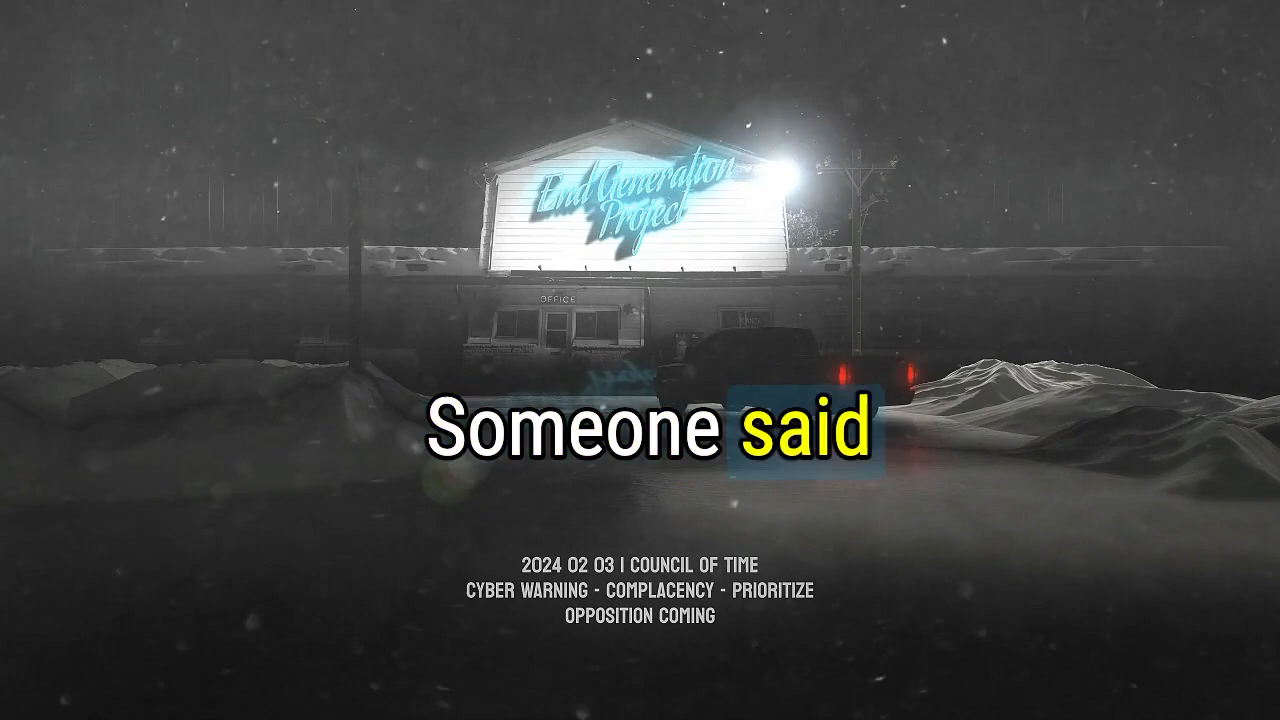 End Generation
Project
OFFICE
Someone said
2024 02 03 | COUNCIL OF TIME
CYBER WARNING - COMPLACENCY - PRIORITIZE
OPPOSITION COMING